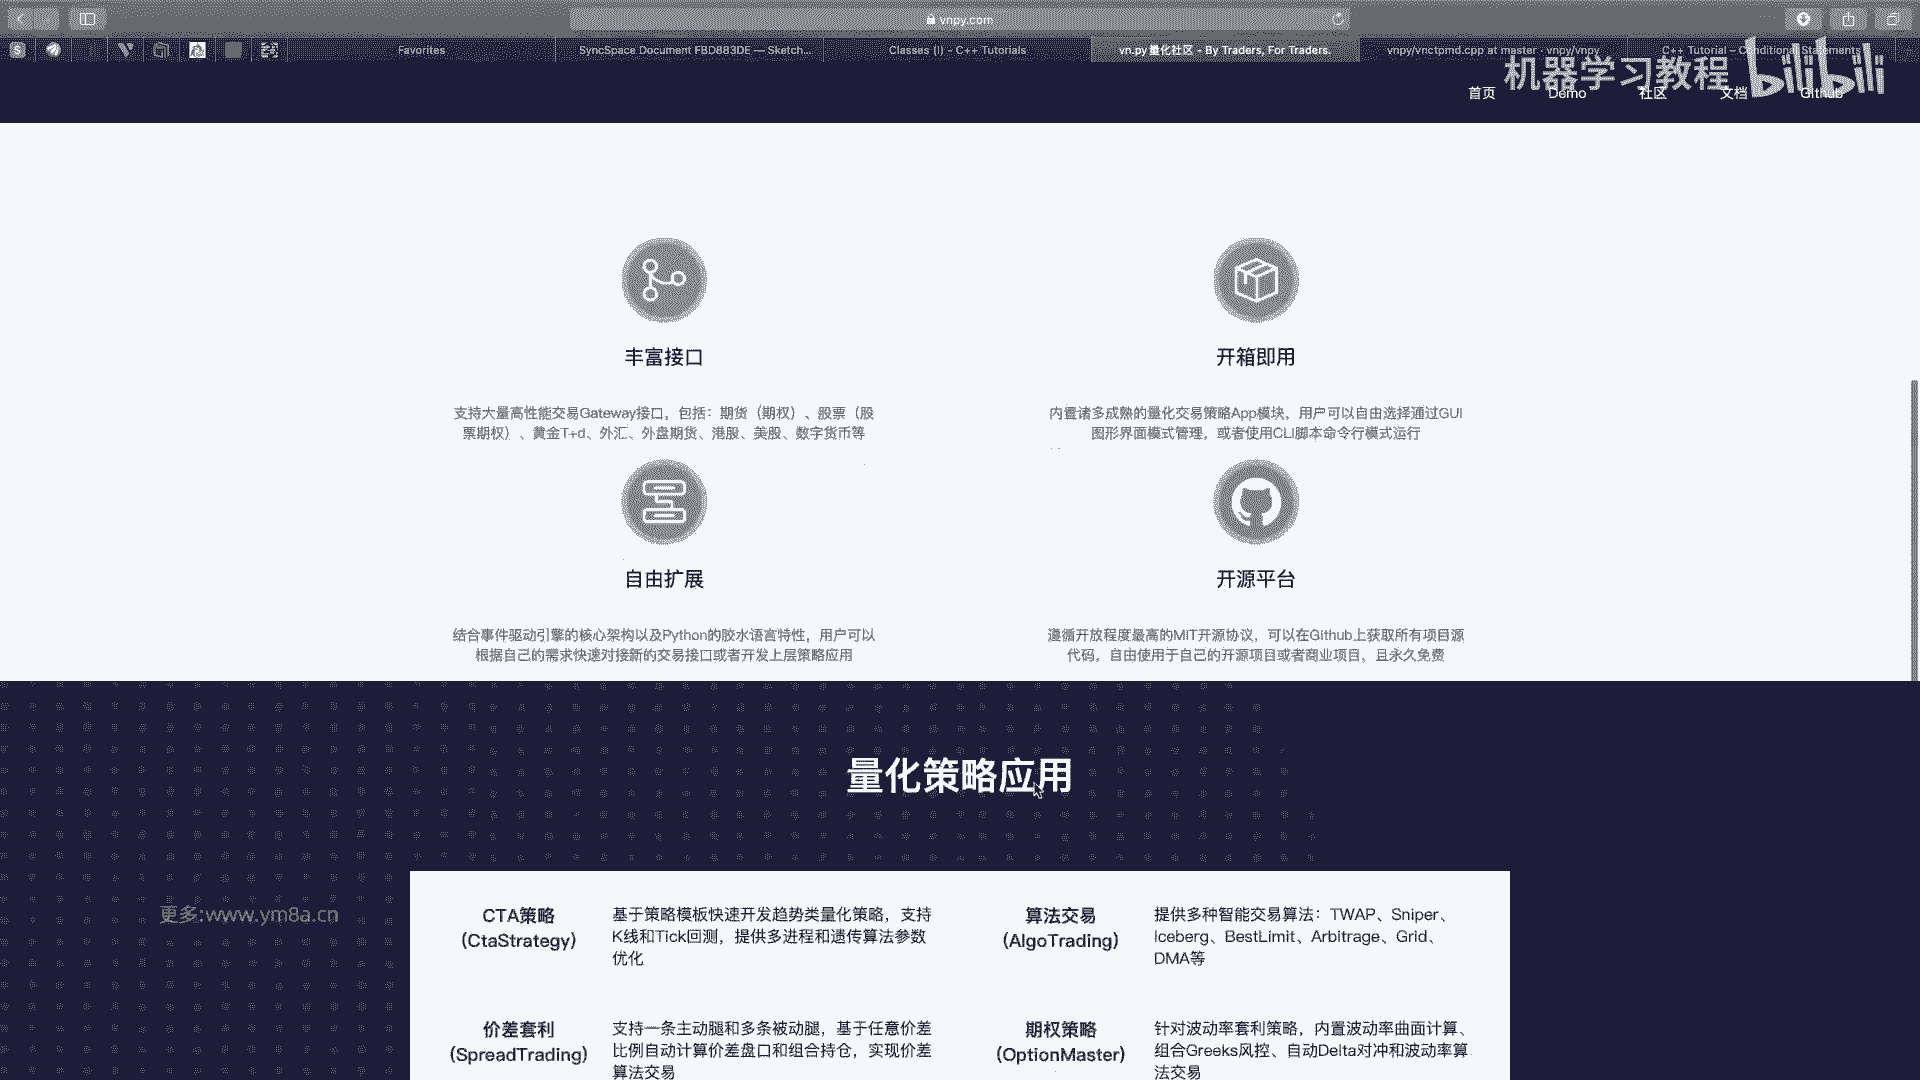 vnpy.com
S
Favorites
SyncSpace Document FBD883DE — Sketch...
Classes (I) - C++ Tutorials
vn.py量化社区 - By Traders, For Traders.
vnpy/vnctpmd.cpp at master · vnpy/vnpy
C++ Tutorial – Conditional Statements
机器学习教程 bilibili
首页
Demo
社区
文档
Github
丰富接口
支持大量高性能交易Gateway接口，包括：期货（期权）、股票（股
票期权）、黄金T+d、外汇、外盘期货、港股、美股、数字货币等
开箱即用
内置诸多成熟的量化交易策略App模块，用户可以自由选择通过GUI
图形界面模式管理，或者使用CLI脚本命令行模式运行
自由扩展
结合事件驱动引擎的核心架构以及Python的胶水语言特性，用户可以
根据自己的需求快速对接新的交易接口或者开发上层策略应用
开源平台
遵循开放程度最高的MIT开源协议，可以在Github上获取所有项目源
代码，自由使用于自己的开源项目或者商业项目，且永久免费
量化策略应用
更多:www.ym8a.cn
CTA策略
(CtaStrategy)
基于策略模板快速开发趋势类量化策略，支持
K线和Tick回测，提供多进程和遗传算法参数
优化
算法交易
(AlgoTrading)
提供多种智能交易算法：TWAP、Sniper、
Iceberg、BestLimit、Arbitrage、Grid、
DMA等
价差套利
(SpreadTrading)
支持一条主动腿和多条被动腿，基于任意价差
比例自动计算价差盘口和组合持仓，实现价差
算法交易
期权策略
(OptionMaster)
针对波动率套利策略，内置波动率曲面计算、
组合Greeks风控、自动Delta对冲和波动率算
法交易